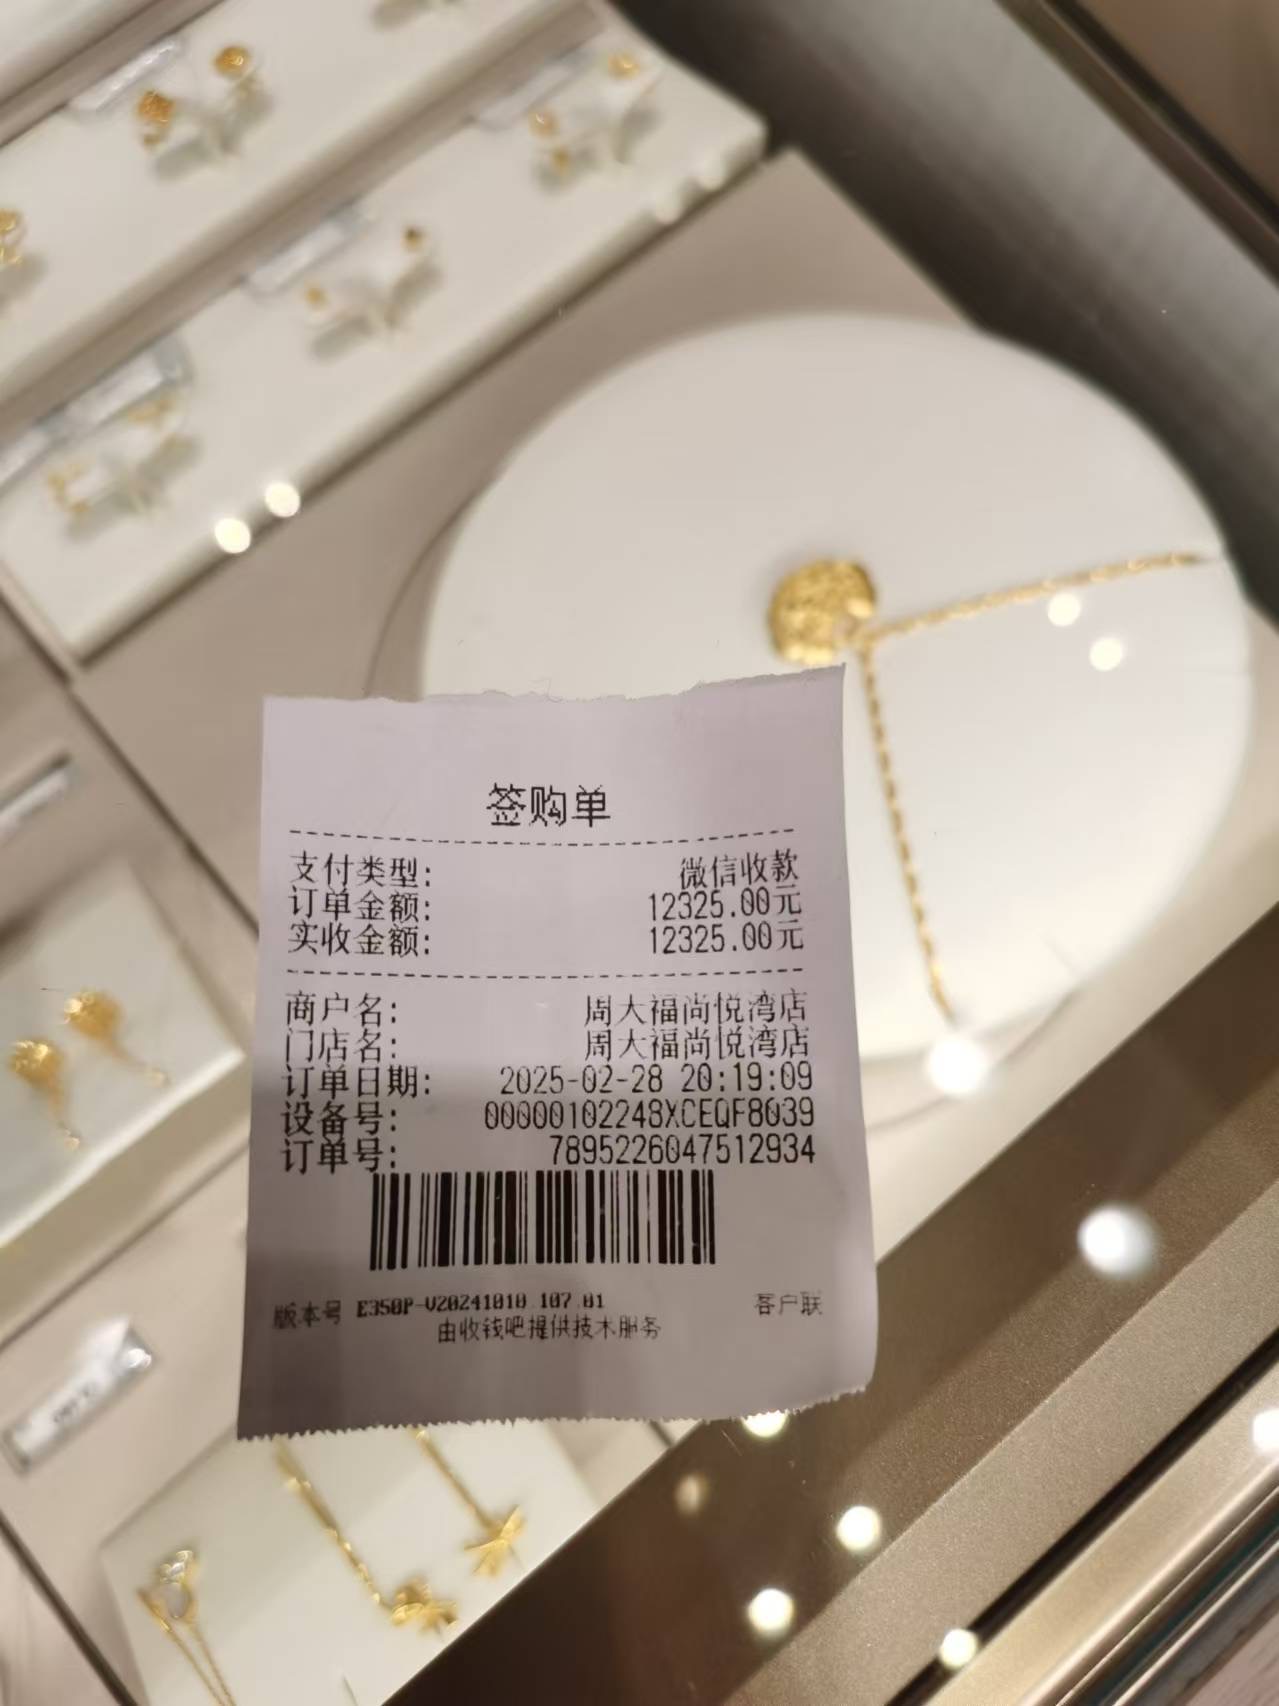 签购单
支付类型: 微信收款
订单金额: 12325.00元
实收金额: 12325.00元
商户名: 周大福尚悦湾店
门店名: 周大福尚悦湾店
订单日期: 2025-02-28 20:19:09
设备号: 00000102248XCEQF8039
订单号: 7895226047512934
版本号 E350P-V20241010.107.01 客户联
由收钱吧提供技术服务